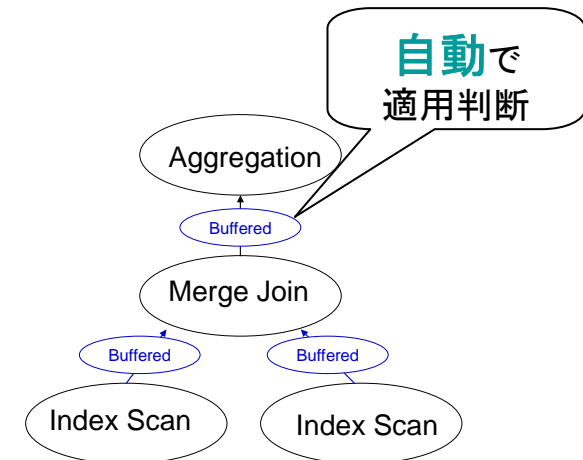 自動で
適用判断
Aggregation
Buffered
Merge Join
Buffered
Buffered
Index Scan
Index Scan